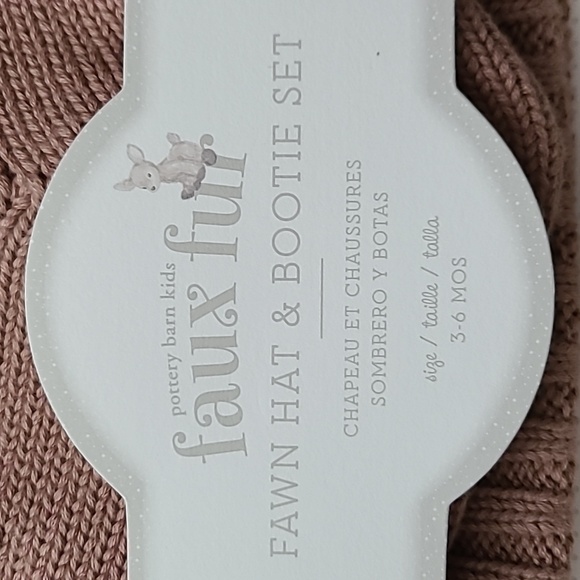 pottery barn kids
faux fur
FAWN HAT & BOOTIE SET
CHAPEAU ET CHAUSSURES
SOMBRERO Y BOTAS
size / taille / talla
3-6 MOS